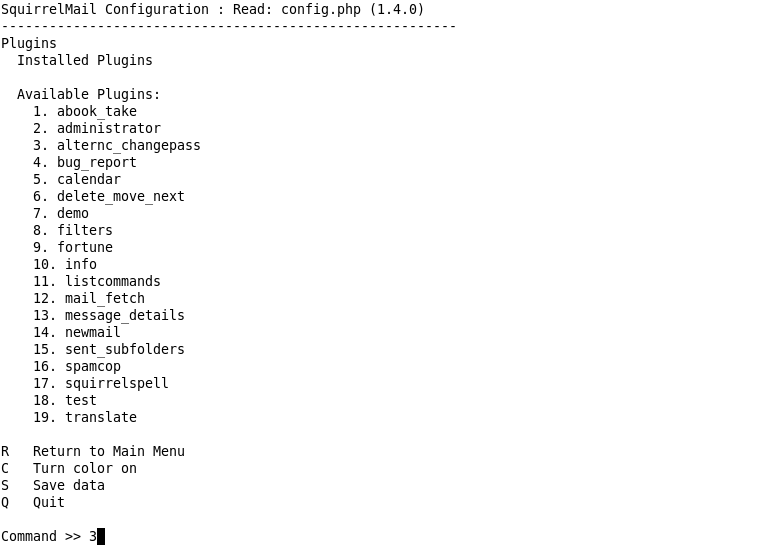 SquirrelMail Configuration : Read: config.php (1.4.0)
---------------------------------------------------------
Plugins
  Installed Plugins

  Available Plugins:
    1. abook_take
    2. administrator
    3. alternc_changepass
    4. bug_report
    5. calendar
    6. delete_move_next
    7. demo
    8. filters
    9. fortune
    10. info
    11. listcommands
    12. mail_fetch
    13. message_details
    14. newmail
    15. sent_subfolders
    16. spamcop
    17. squirrelspell
    18. test
    19. translate

R   Return to Main Menu
C   Turn color on
S   Save data
Q   Quit

Command >> 3